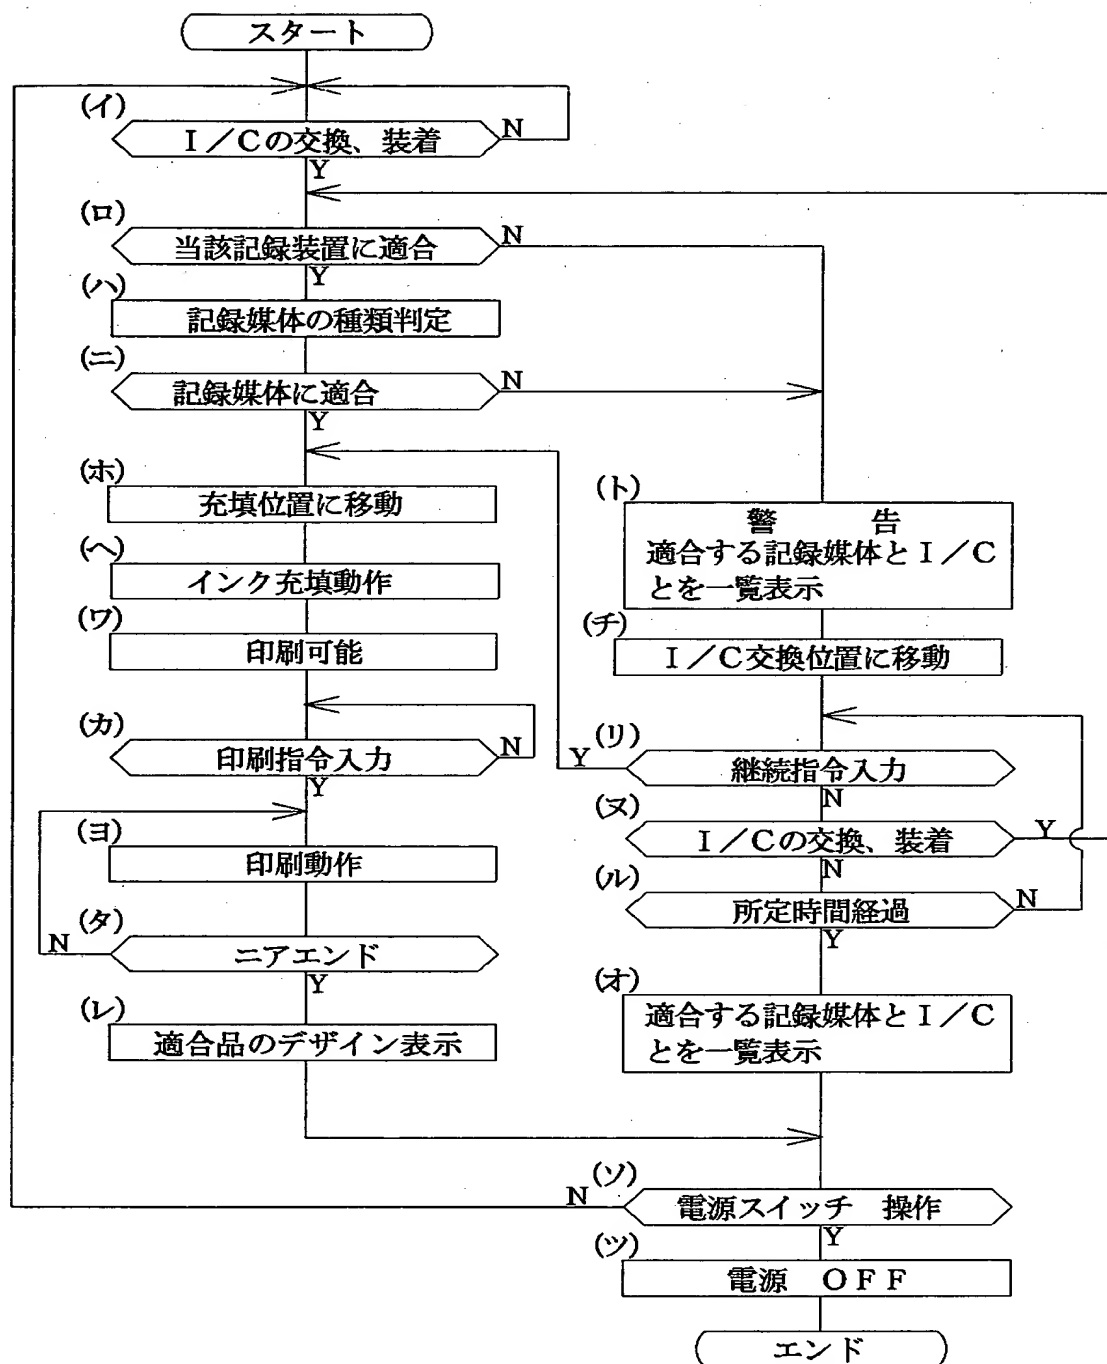 スタート
(イ)
I/Cの交換、装着
N
Y
(ロ)
当該記録装置に適合
N
Y
(ハ)
記録媒体の種類判定
(ニ)
記録媒体に適合
N
Y
(ホ)
充填位置に移動
(ヘ)
インク充填動作
(ワ)
印刷可能
(カ)
印刷指令入力
N
Y
(ヨ)
印刷動作
(タ)
ニアエンド
N
Y
(レ)
適合品のデザイン表示
(ト)
警 告
適合する記録媒体とI/C
とを一覧表示
(チ)
I/C交換位置に移動
(リ)
継続指令入力
Y
N
(ヌ)
I/Cの交換、装着
Y
N
(ル)
所定時間経過
N
Y
(オ)
適合する記録媒体とI/C
とを一覧表示
(ソ)
電源スイッチ 操作
N
Y
(ツ)
電源 OFF
エンド